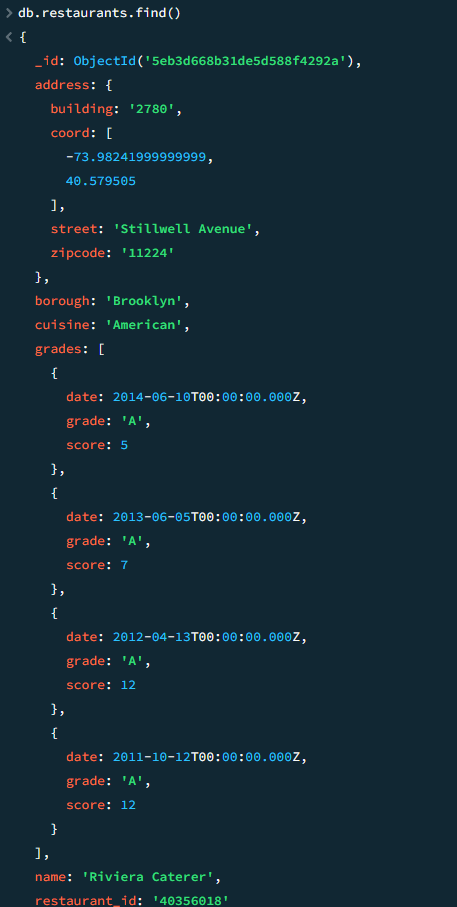 > db.restaurants.find()
< {
_id: ObjectId('5eb3d668b31de5d588f4292a'),
address: {
building: '2780',
coord: [
-73.98241999999999,
40.579505
],
street: 'Stillwell Avenue',
zipcode: '11224'
},
borough: 'Brooklyn',
cuisine: 'American',
grades: [
{
date: 2014-06-10T00:00:00.000Z,
grade: 'A',
score: 5
},
{
date: 2013-06-05T00:00:00.000Z,
grade: 'A',
score: 7
},
{
date: 2012-04-13T00:00:00.000Z,
grade: 'A',
score: 12
},
{
date: 2011-10-12T00:00:00.000Z,
grade: 'A',
score: 12
}
],
name: 'Riviera Caterer',
restaurant_id: '40356018'